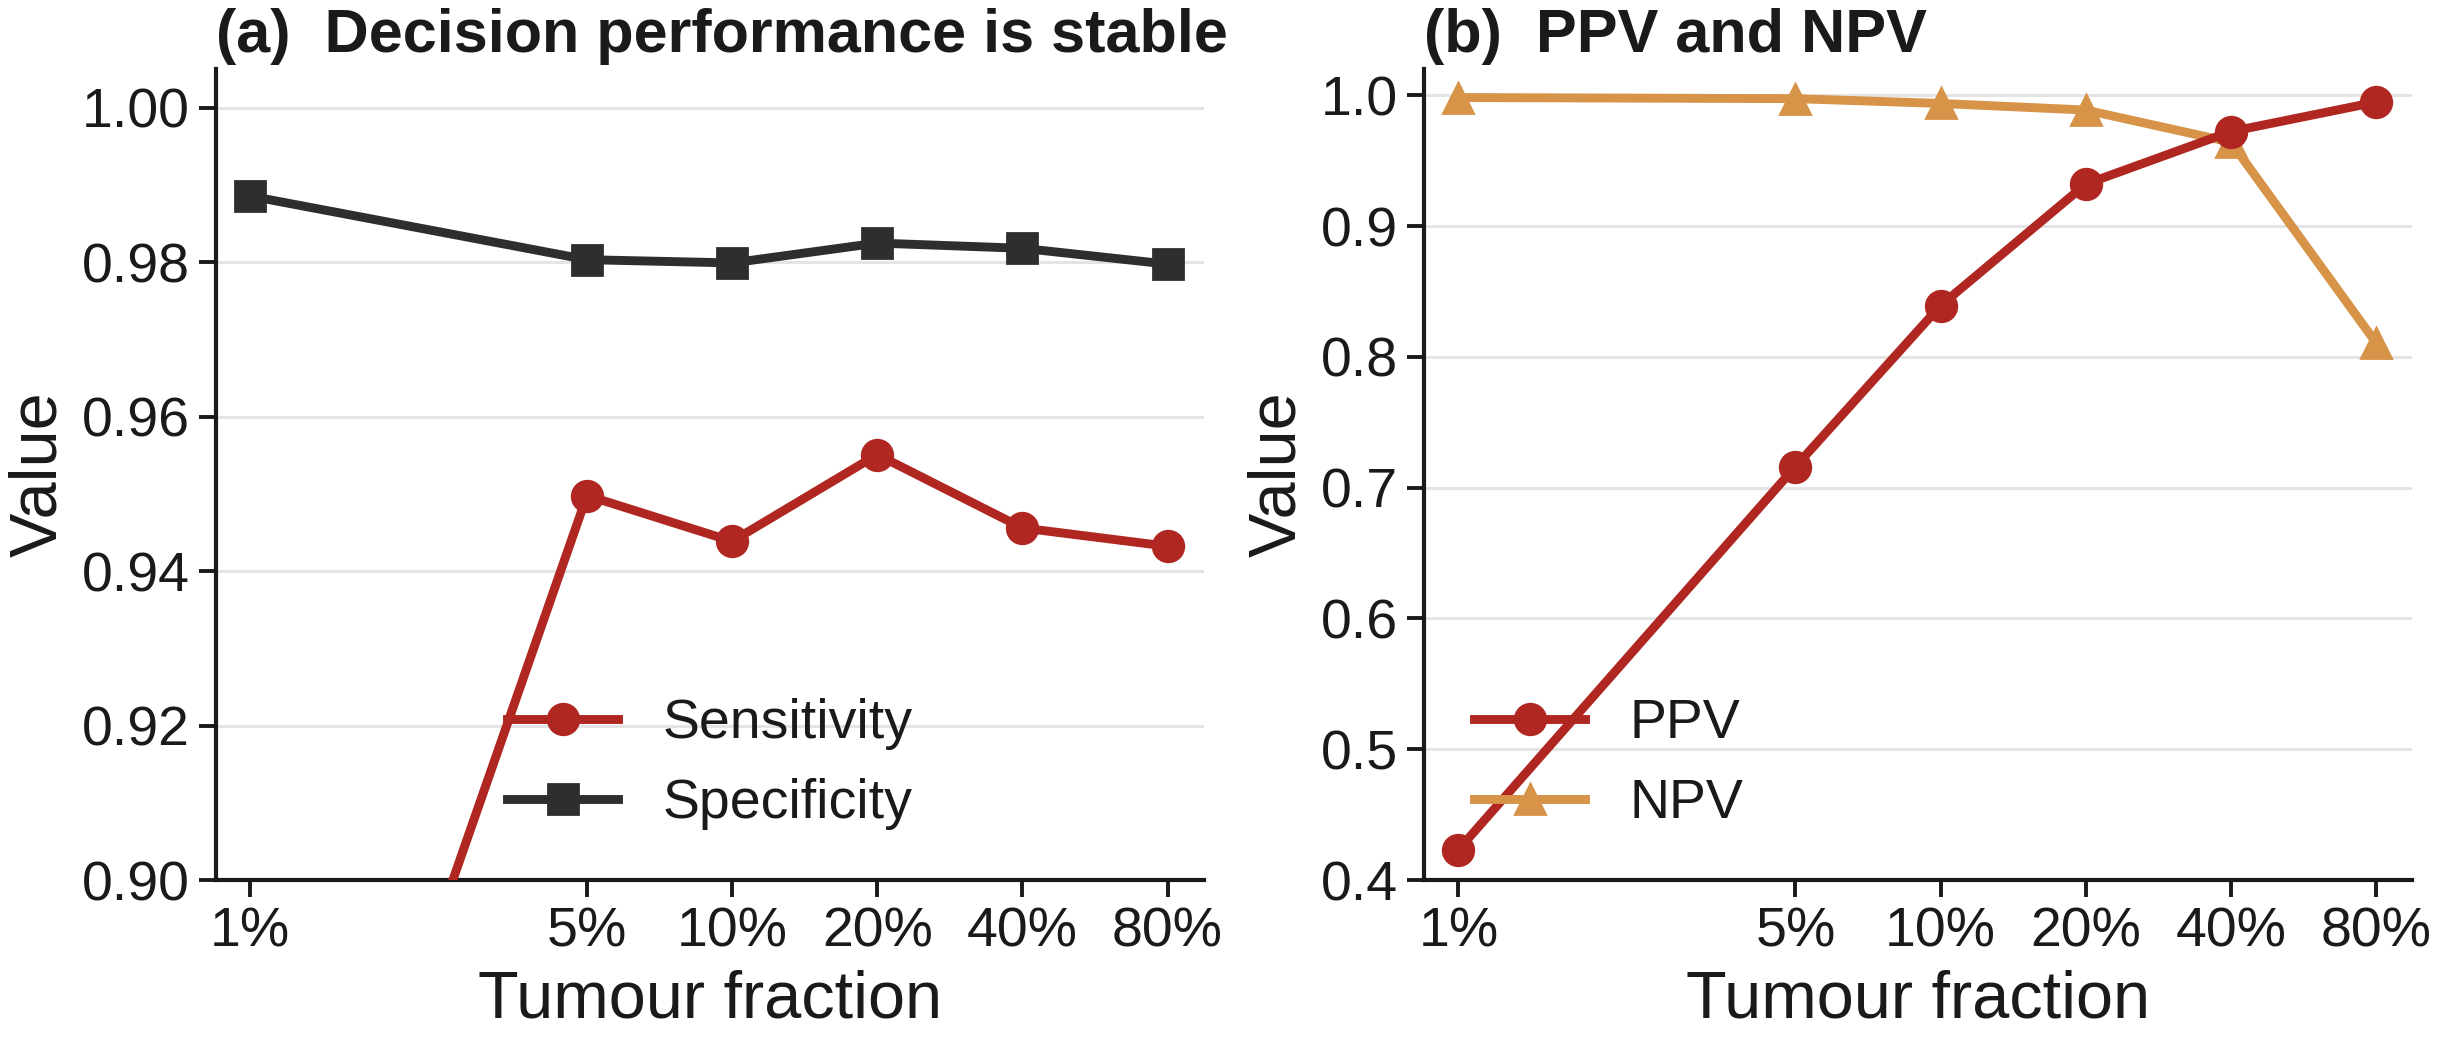 (a) Decision performance is stable
1.00
0.98
0.96
0.94
0.92
0.90
Value
Sensitivity
Specificity
1% 5% 10% 20% 40% 80%
Tumour fraction
(b) PPV and NPV
1.0
0.9
0.8
0.7
0.6
0.5
0.4
Value
PPV
NPV
1% 5% 10% 20% 40% 80%
Tumour fraction